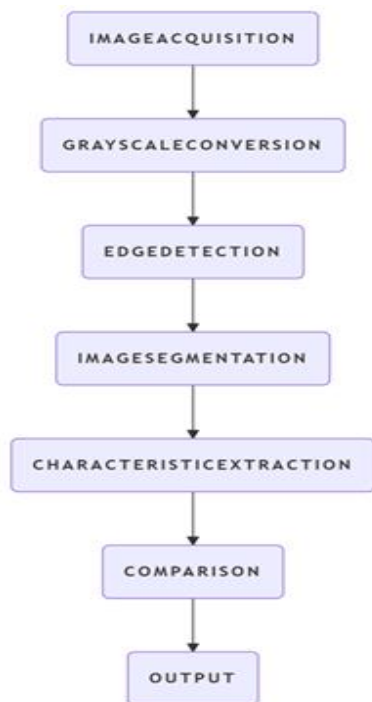 IMAGEACQUISITION
GRAYSCALECONVERSION
EDGEDETECTION
IMAGESEGMENTATION
CHARACTERISTICEXTRACTION
COMPARISON
OUTPUT